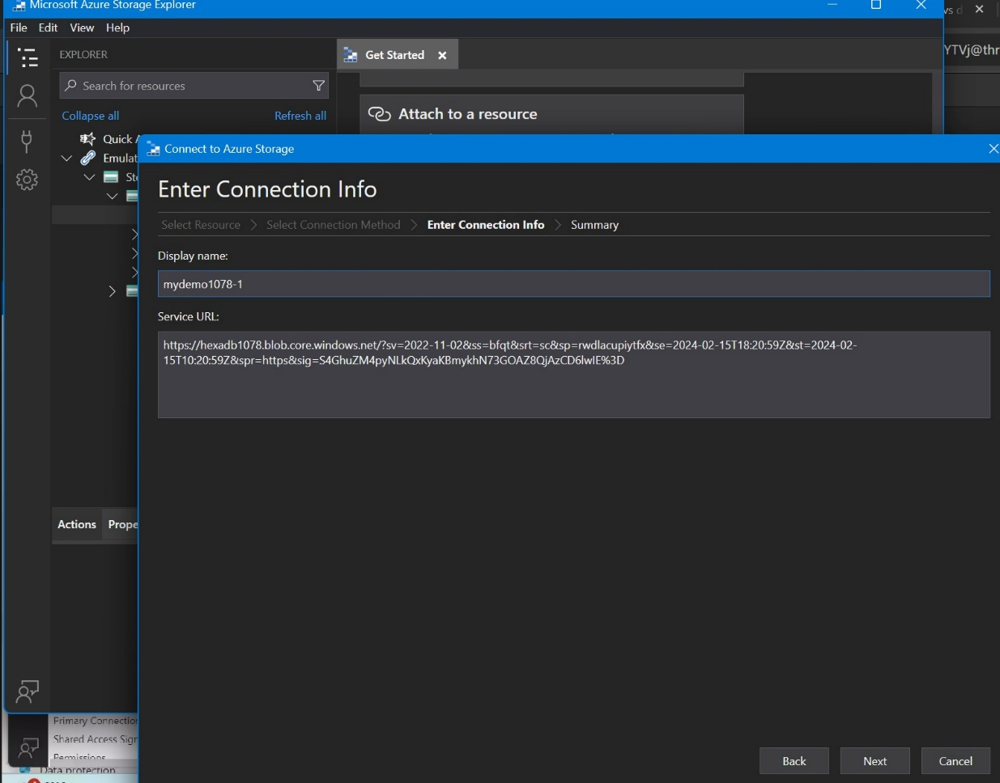 Microsoft Azure Storage Explorer
vs d
File Edit View Help
YTVj@thr
EXPLORER
Get Started
Search for resources
Collapse all Refresh all
Attach to a resource
Quick A
Emulat
Sto
Connect to Azure Storage
Enter Connection Info
Select Resource > Select Connection Method > Enter Connection Info > Summary
Display name:
mydemo1078-1
Service URL:
https://hexadb1078.blob.core.windows.net/?sv=2022-11-02&ss=bfqt&srt=sc&sp=rwdlacupiytfx&se=2024-02-15T18:20:59Z&st=2024-02-
15T10:20:59Z&spr=https&sig=S4GhuZM4pyNLkQxKyaKBmykhN73GOAZ8QjAzCD6lwIE%3D
Actions Prope
Primary Connection
Shared Access Sign
Permissions
Data protection
Back Next Cancel